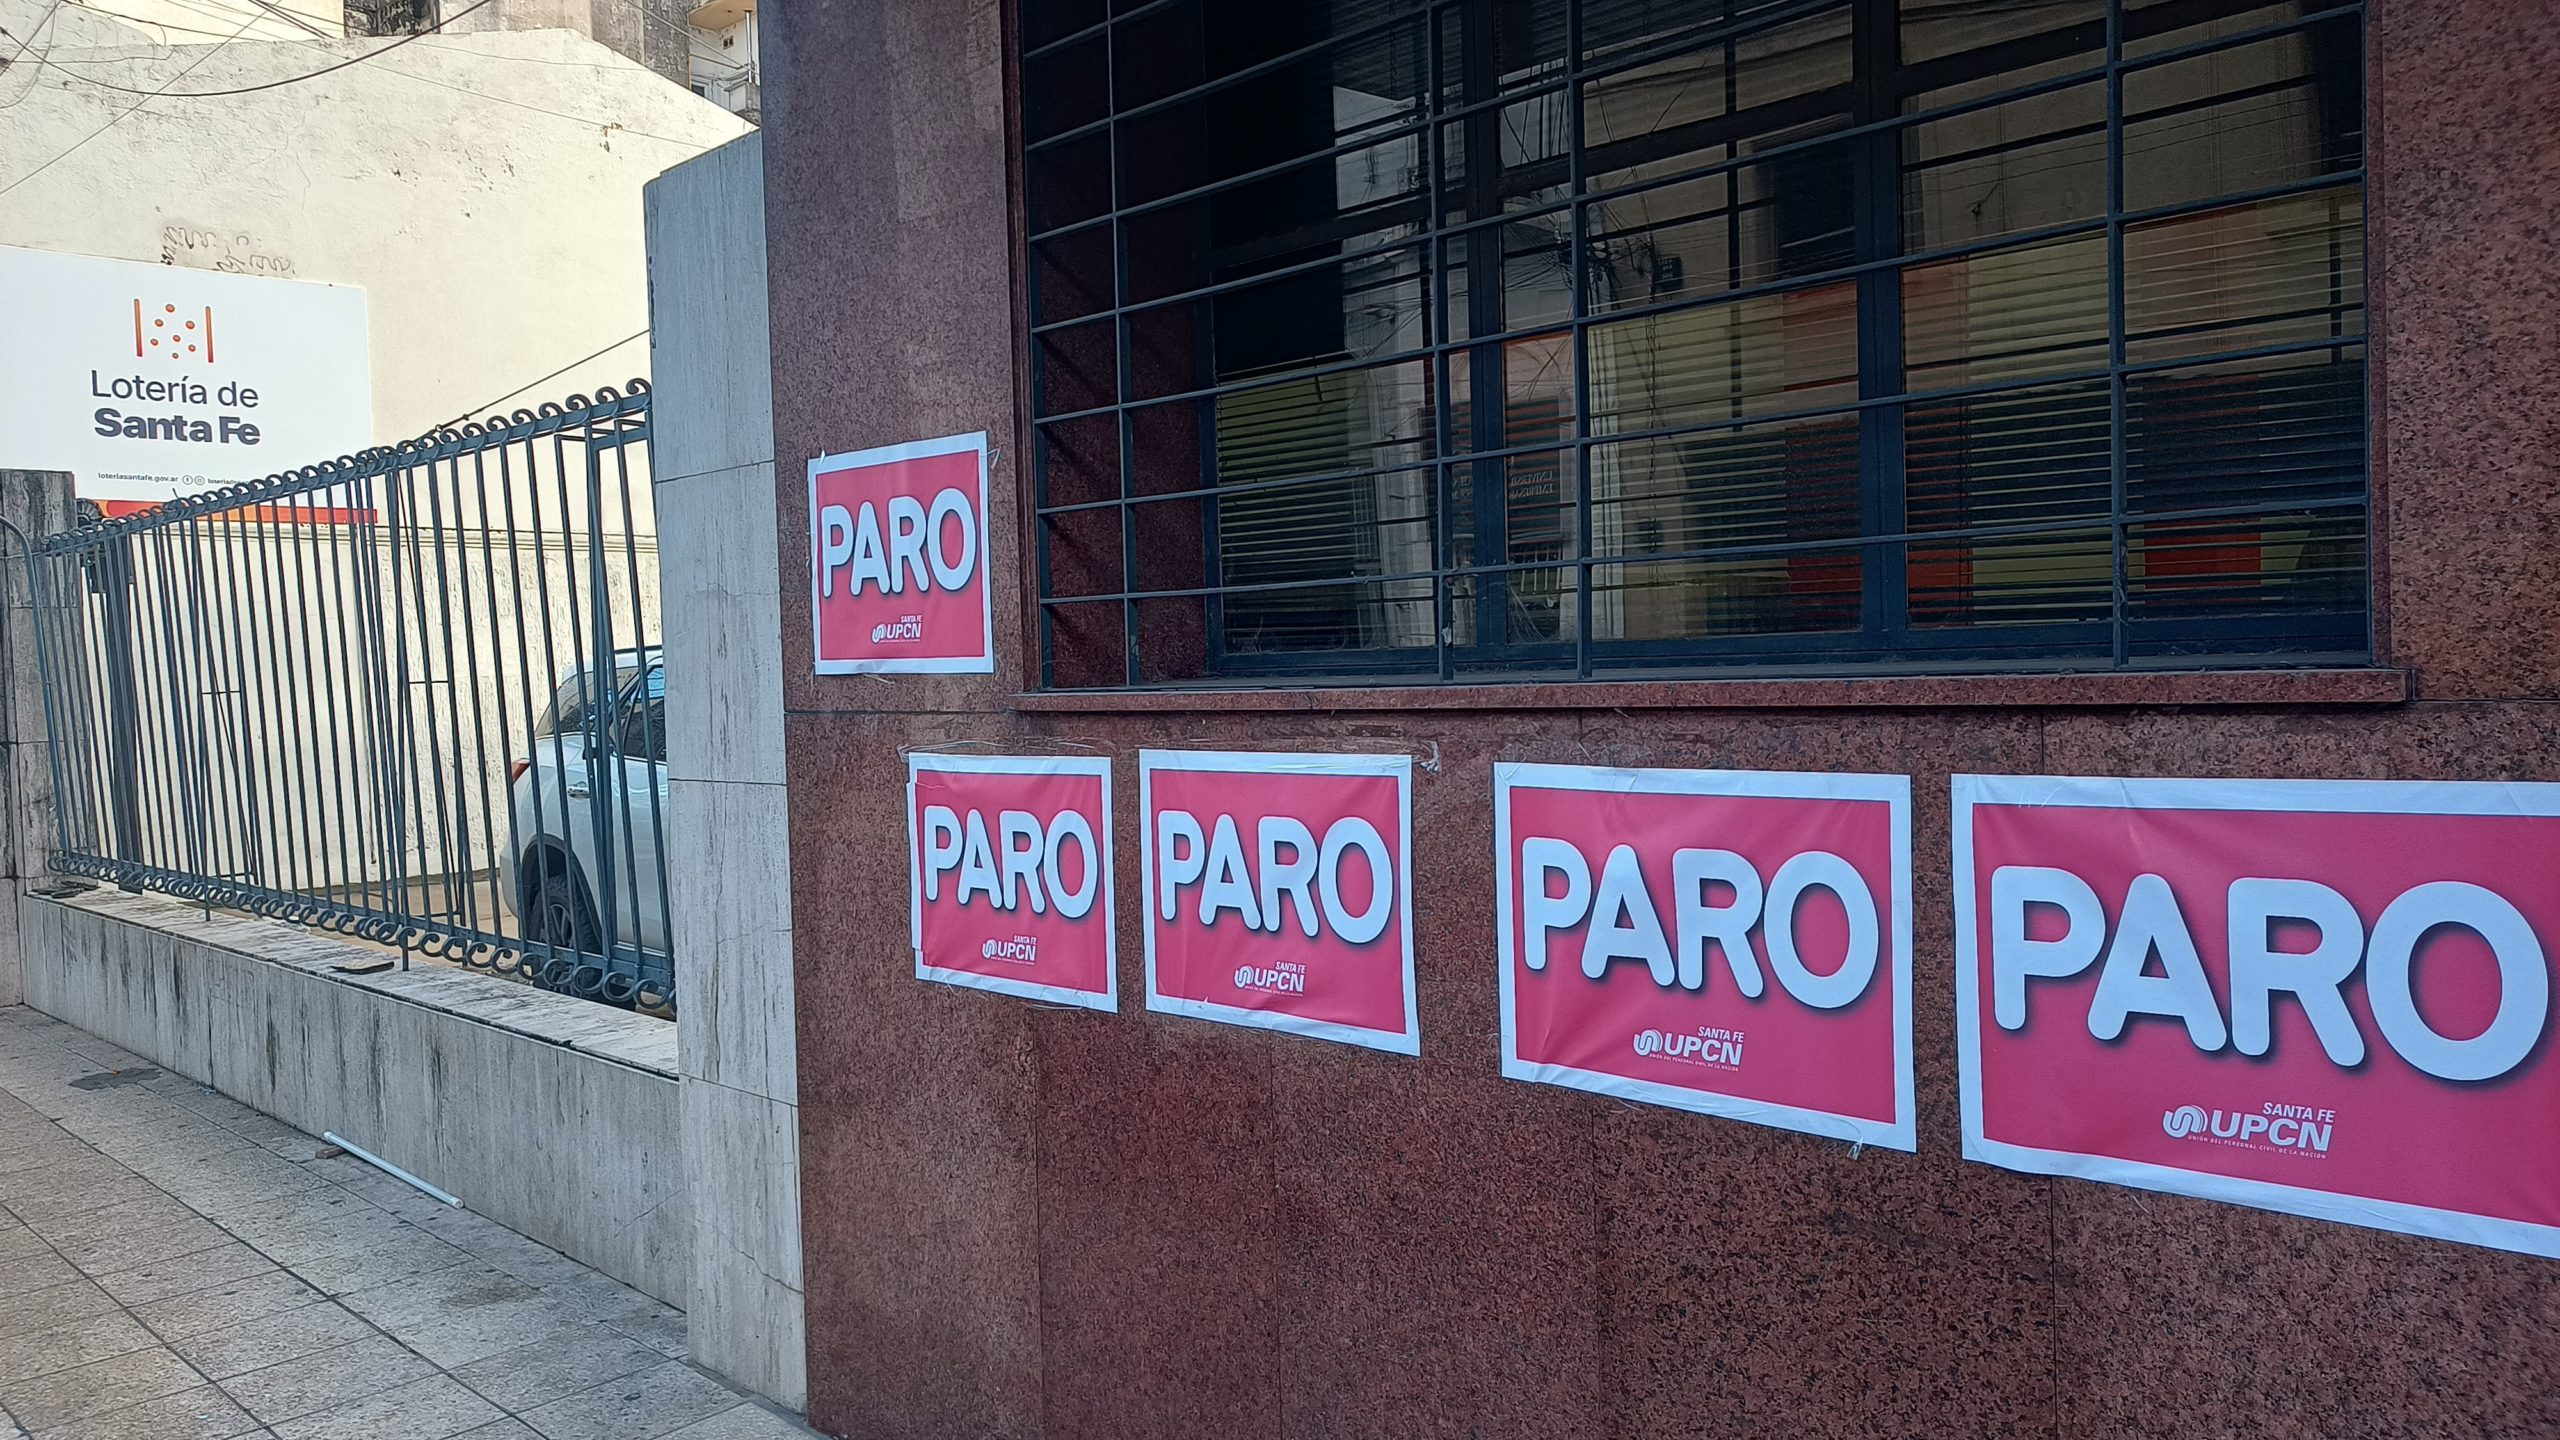 Lotería de
Santa Fe
loteriasantafe.gov.ar
PARO
SANTA FE
UPCN
PARO
SANTA FE
UPCN
PARO
SANTA FE
UPCN
PARO
SANTA FE
UPCN
UNIÓN DEL PERSONAL CIVIL DE LA NACIÓN
PARO
SANTA FE
UPCN
UNIÓN DEL PERSONAL CIVIL DE LA NACIÓN